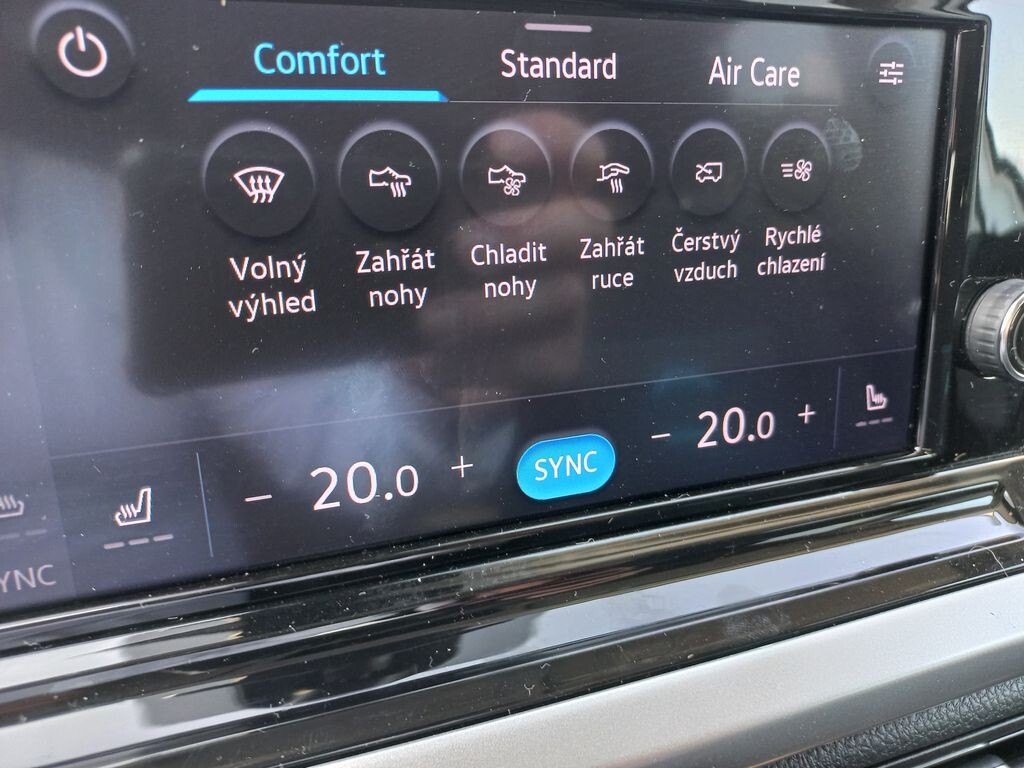 Comfort Standard Air Care
Volný
výhled
Zahřát
nohy
Chladit
nohy
Zahřát
ruce
Čerstvý
vzduch
Rychlé
chlazení
− 20.0 + SYNC − 20.0 +
YNC